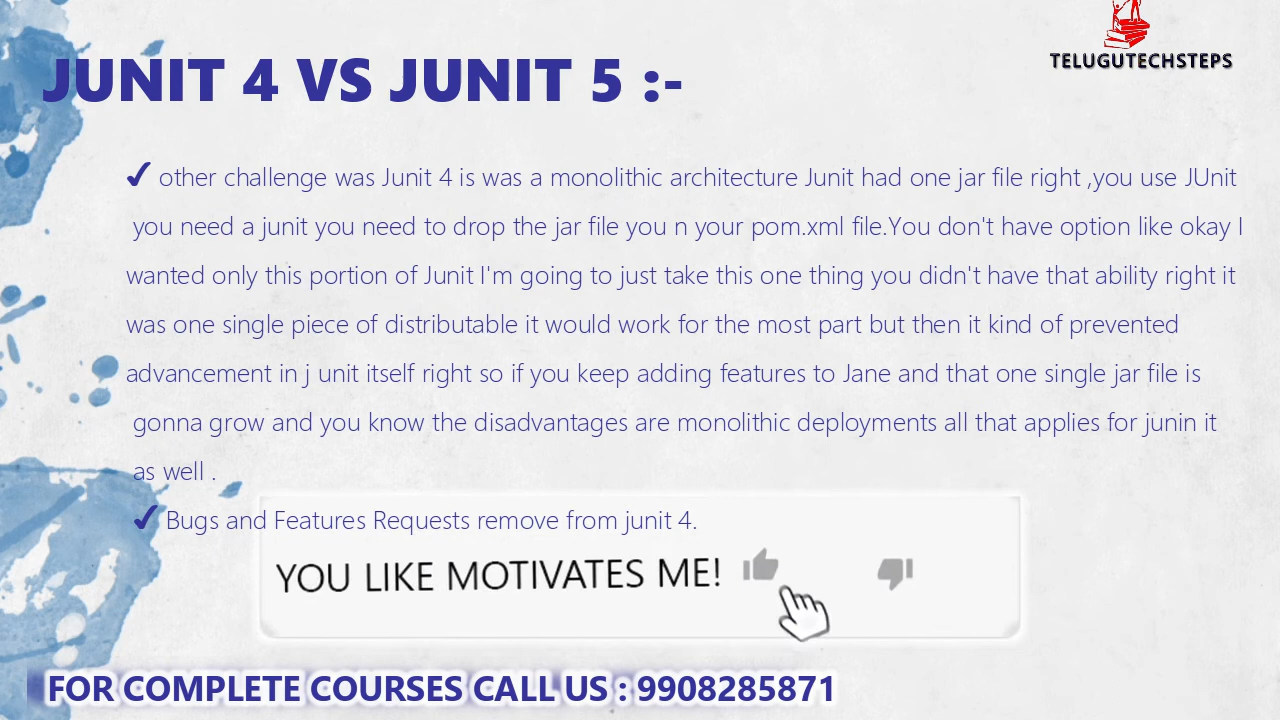 TELUGUTECHSTEPS
JUNIT 4 VS JUNIT 5 :-
✓ other challenge was Junit 4 is was a monolithic architecture Junit had one jar file right ,you use JUnit
you need a junit you need to drop the jar file you n your pom.xml file.You don't have option like okay I
wanted only this portion of Junit I'm going to just take this one thing you didn't have that ability right it
was one single piece of distributable it would work for the most part but then it kind of prevented
advancement in j unit itself right so if you keep adding features to Jane and that one single jar file is
gonna grow and you know the disadvantages are monolithic deployments all that applies for junin it
as well .
✓ Bugs and Features Requests remove from junit 4.
YOU LIKE MOTIVATES ME!
FOR COMPLETE COURSES CALL US : 9908285871